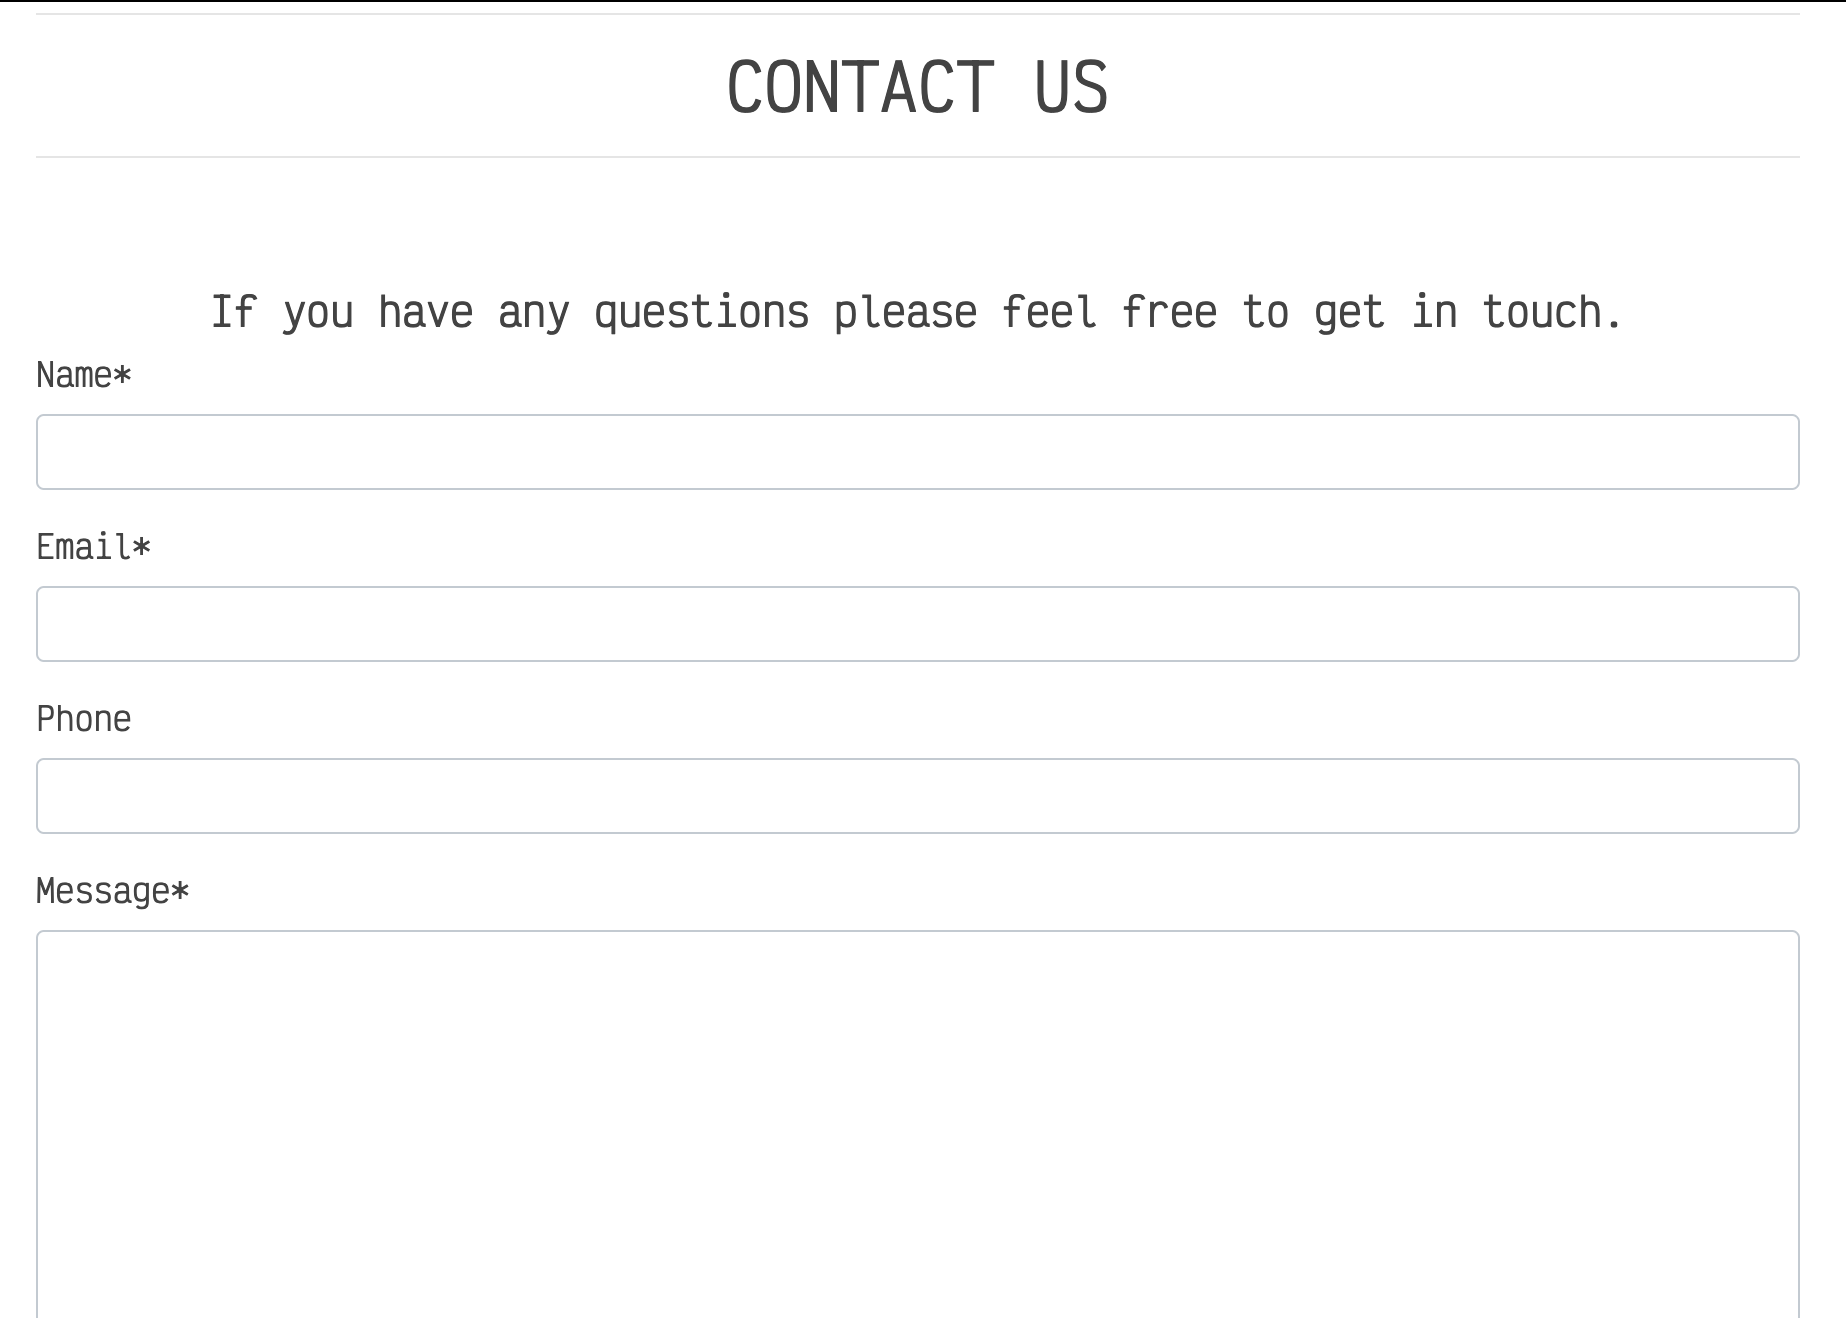 CONTACT US
If you have any questions please feel free to get in touch.
Name*
Email*
Phone
Message*